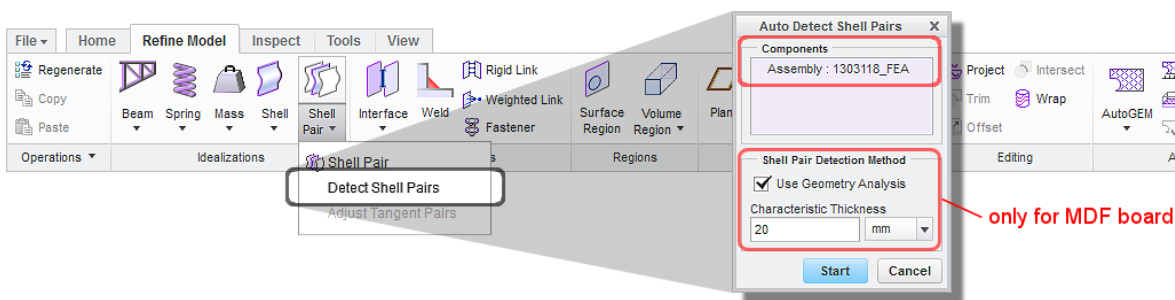 Auto Detect Shell Pairs
File Home Refine Model Inspect Tools View
Components
Assembly : 1303118_FEA
Regenerate
Copy
Paste
Beam Spring Mass Shell Shell Pair Interface Weld
Rigid Link
Weighted Link
Fastener
Surface Region Volume Region
Project Intersect
Trim Wrap
Offset
AutoGEM
Operations Idealizations Regions Editing
Shell Pair
Detect Shell Pairs
Adjust Tangent Pairs
Shell Pair Detection Method
Use Geometry Analysis
Characteristic Thickness
20 mm
only for MDF board
Start Cancel